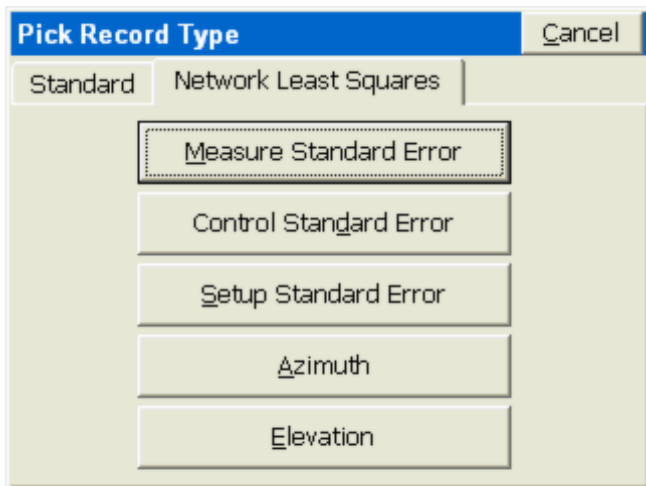 Pick Record Type
Cancel
Standard
Network Least Squares
Measure Standard Error
Control Standard Error
Setup Standard Error
Azimuth
Elevation